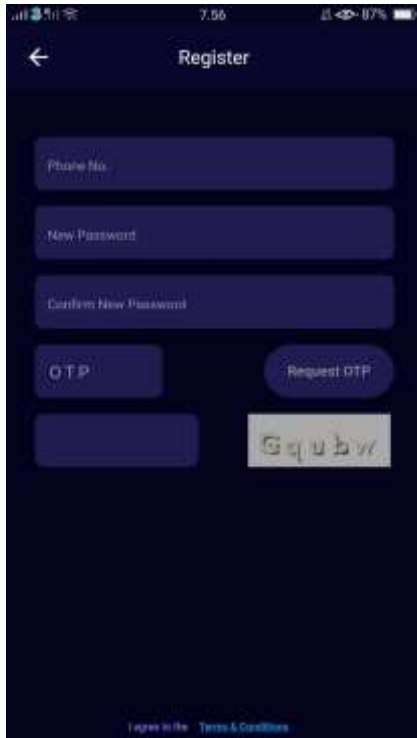 7.56 87%
Register
Phone No.
New Password
Confirm New Password
OTP Request OTP
Gqubw
I agree to the Terms & Conditions